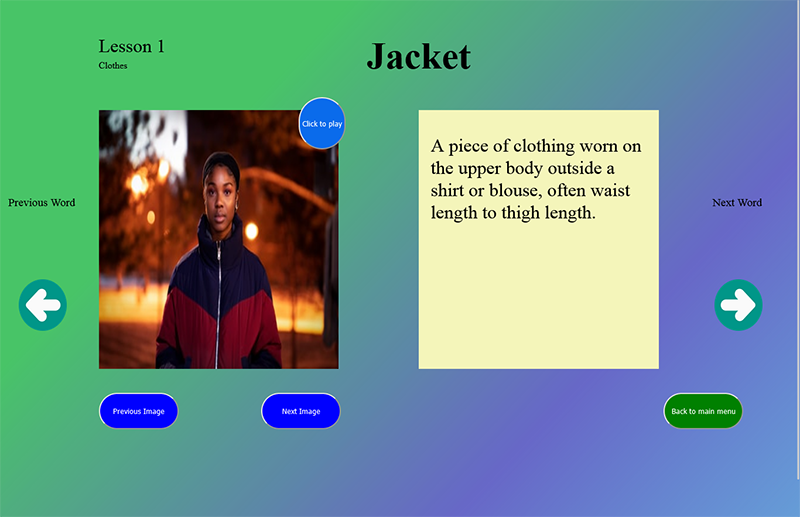 Lesson 1
Clothes
Jacket
Click to play
A piece of clothing worn on
the upper body outside a
shirt or blouse, often waist
length to thigh length.
Previous Word
Next Word
Previous Image
Next Image
Back to main menu